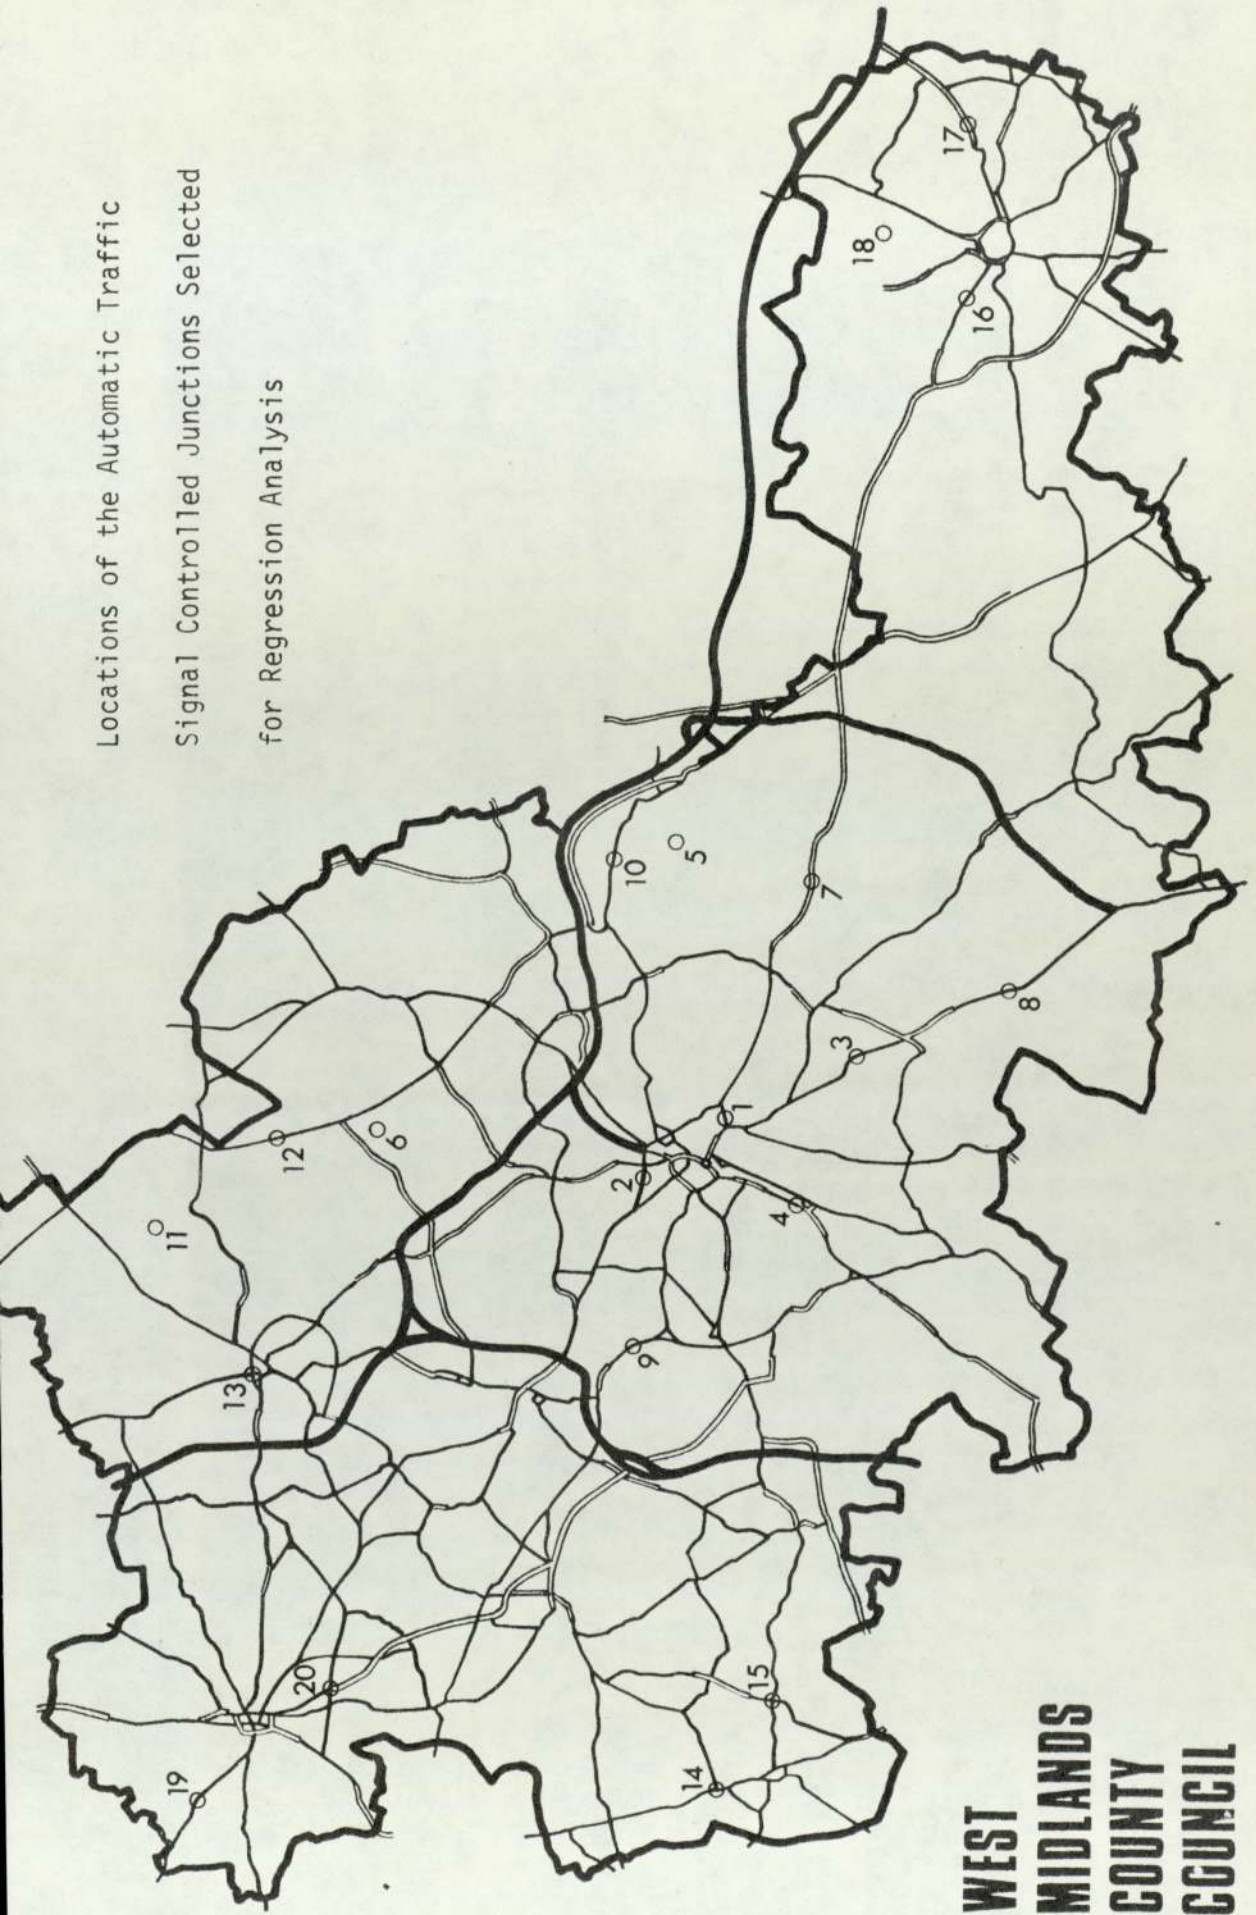 Locations of the Automatic Traffic
Signal Controlled Junctions Selected
for Regression Analysis
19
20
13
11
12
6
14
15
9
2
4
1
3
8
10
5
7
18
16
17
WEST
MIDLANDS
COUNTY
COUNCIL